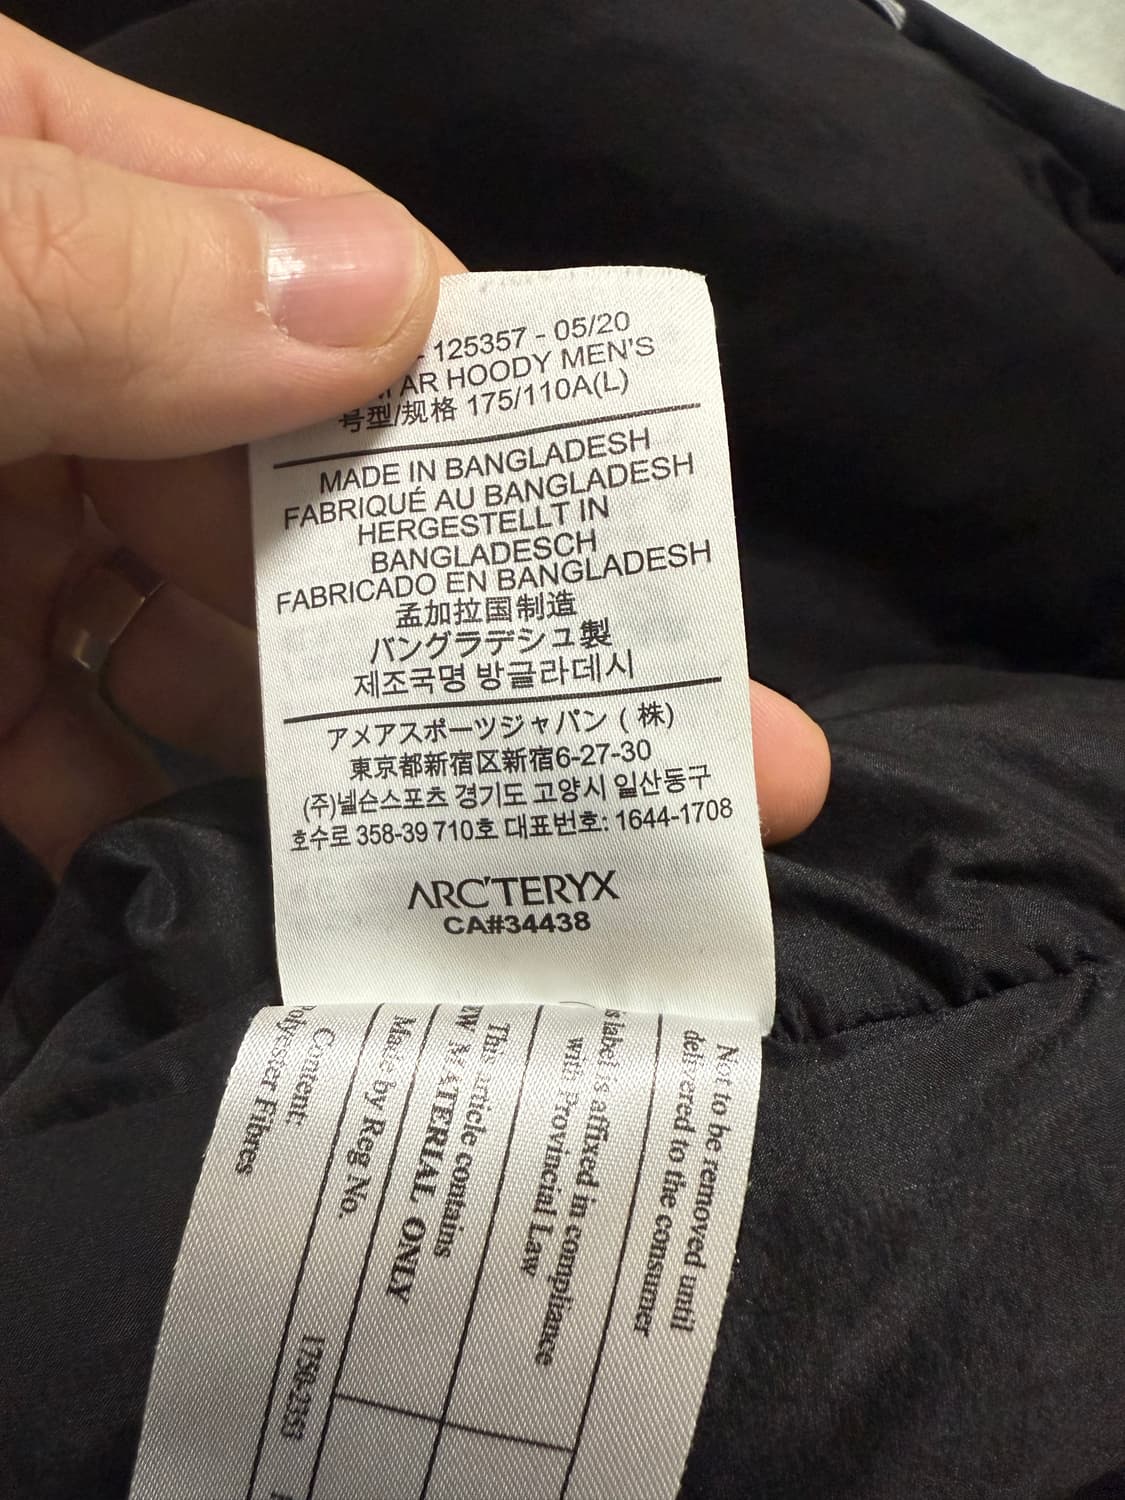 - 125357 - 05/20
AR HOODY MEN'S
号型/规格 175/110A(L)
MADE IN BANGLADESH
FABRIQUÉ AU BANGLADESH
HERGESTELLT IN
BANGLADESCH
FABRICADO EN BANGLADESH
孟加拉国制造
バングラデシュ製
제조국명 방글라데시
アメアスポーツジャパン ( 株)
東京都新宿区新宿6-27-30
(주)넬슨스포츠 경기도 고양시 일산동구
호수로 358-39 710호 대표번호: 1644-1708
ARC'TERYX
CA#34438
Not to be removed until
delivered to the consumer
label is affixed in compliance
with Provincial Law
This article contains
MATERIAL ONLY
Made by Reg No.
1750-2353
Content:
Polyester Fibres